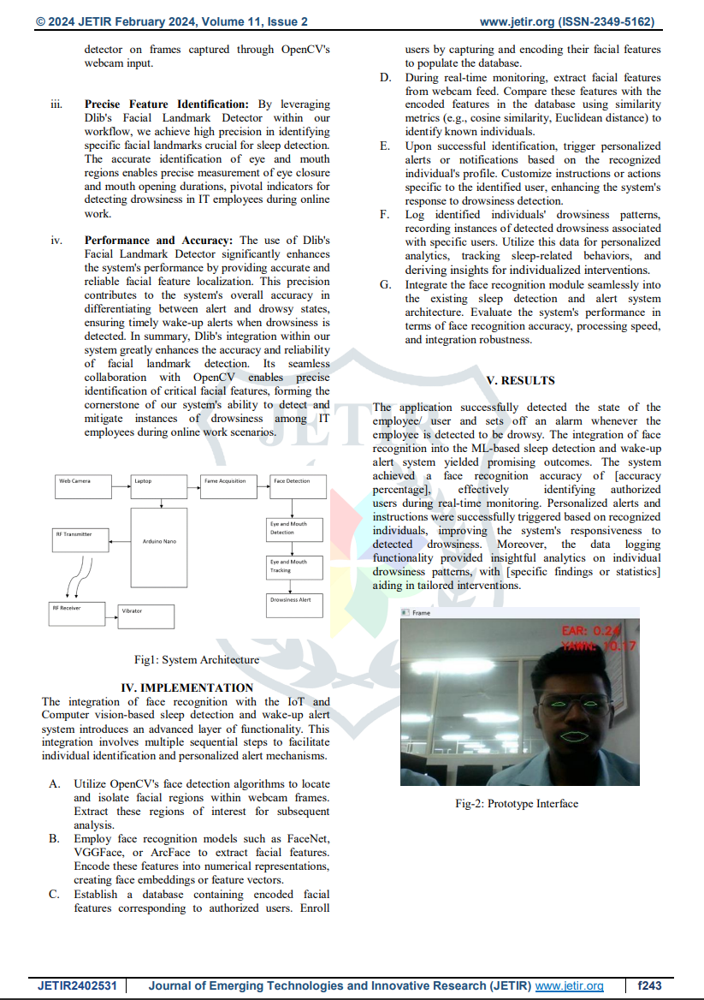 © 2024 JETIR February 2024, Volume 11, Issue 2 www.jetir.org (ISSN-2349-5162)
detector on frames captured through OpenCV's
webcam input.
iii. Precise Feature Identification: By leveraging
Dlib's Facial Landmark Detector within our
workflow, we achieve high precision in identifying
specific facial landmarks crucial for sleep detection.
The accurate identification of eye and mouth
regions enables precise measurement of eye closure
and mouth opening durations, pivotal indicators for
detecting drowsiness in IT employees during online
work.
iv. Performance and Accuracy: The use of Dlib's
Facial Landmark Detector significantly enhances
the system's performance by providing accurate and
reliable facial feature localization. This precision
contributes to the system's overall accuracy in
differentiating between alert and drowsy states,
ensuring timely wake-up alerts when drowsiness is
detected. In summary, Dlib's integration within our
system greatly enhances the accuracy and reliability
of facial landmark detection. Its seamless
collaboration with OpenCV enables precise
identification of critical facial features, forming the
cornerstone of our system's ability to detect and
mitigate instances of drowsiness among IT
employees during online work scenarios.
Web Camera
Laptop
Fame Acquisition
Face Detection
Eye and Mouth
Detection
RF Transmitter
Arduino Nano
Eye and Mouth
Tracking
Drowsiness Alert
RF Receiver
Vibrator
Fig1: System Architecture
IV. IMPLEMENTATION
The integration of face recognition with the IoT and
Computer vision-based sleep detection and wake-up alert
system introduces an advanced layer of functionality. This
integration involves multiple sequential steps to facilitate
individual identification and personalized alert mechanisms.
A. Utilize OpenCV's face detection algorithms to locate
and isolate facial regions within webcam frames.
Extract these regions of interest for subsequent
analysis.
B. Employ face recognition models such as FaceNet,
VGGFace, or ArcFace to extract facial features.
Encode these features into numerical representations,
creating face embeddings or feature vectors.
C. Establish a database containing encoded facial
features corresponding to authorized users. Enroll
users by capturing and encoding their facial features
to populate the database.
D. During real-time monitoring, extract facial features
from webcam feed. Compare these features with the
encoded features in the database using similarity
metrics (e.g., cosine similarity, Euclidean distance) to
identify known individuals.
E. Upon successful identification, trigger personalized
alerts or notifications based on the recognized
individual's profile. Customize instructions or actions
specific to the identified user, enhancing the system's
response to drowsiness detection.
F. Log identified individuals' drowsiness patterns,
recording instances of detected drowsiness associated
with specific users. Utilize this data for personalized
analytics, tracking sleep-related behaviors, and
deriving insights for individualized interventions.
G. Integrate the face recognition module seamlessly into
the existing sleep detection and alert system
architecture. Evaluate the system's performance in
terms of face recognition accuracy, processing speed,
and integration robustness.
V. RESULTS
The application successfully detected the state of the
employee/ user and sets off an alarm whenever the
employee is detected to be drowsy. The integration of face
recognition into the ML-based sleep detection and wake-up
alert system yielded promising outcomes. The system
achieved a face recognition accuracy of [accuracy
percentage], effectively identifying authorized
users during real-time monitoring. Personalized alerts and
instructions were successfully triggered based on recognized
individuals, improving the system's responsiveness to
detected drowsiness. Moreover, the data logging
functionality provided insightful analytics on individual
drowsiness patterns, with [specific findings or statistics]
aiding in tailored interventions.
Frame
EAR:
YAWN: 10.17
Fig-2: Prototype Interface
JETIR
JETIR2402531 Journal of Emerging Technologies and Innovative Research (JETIR) www.jetir.org f243